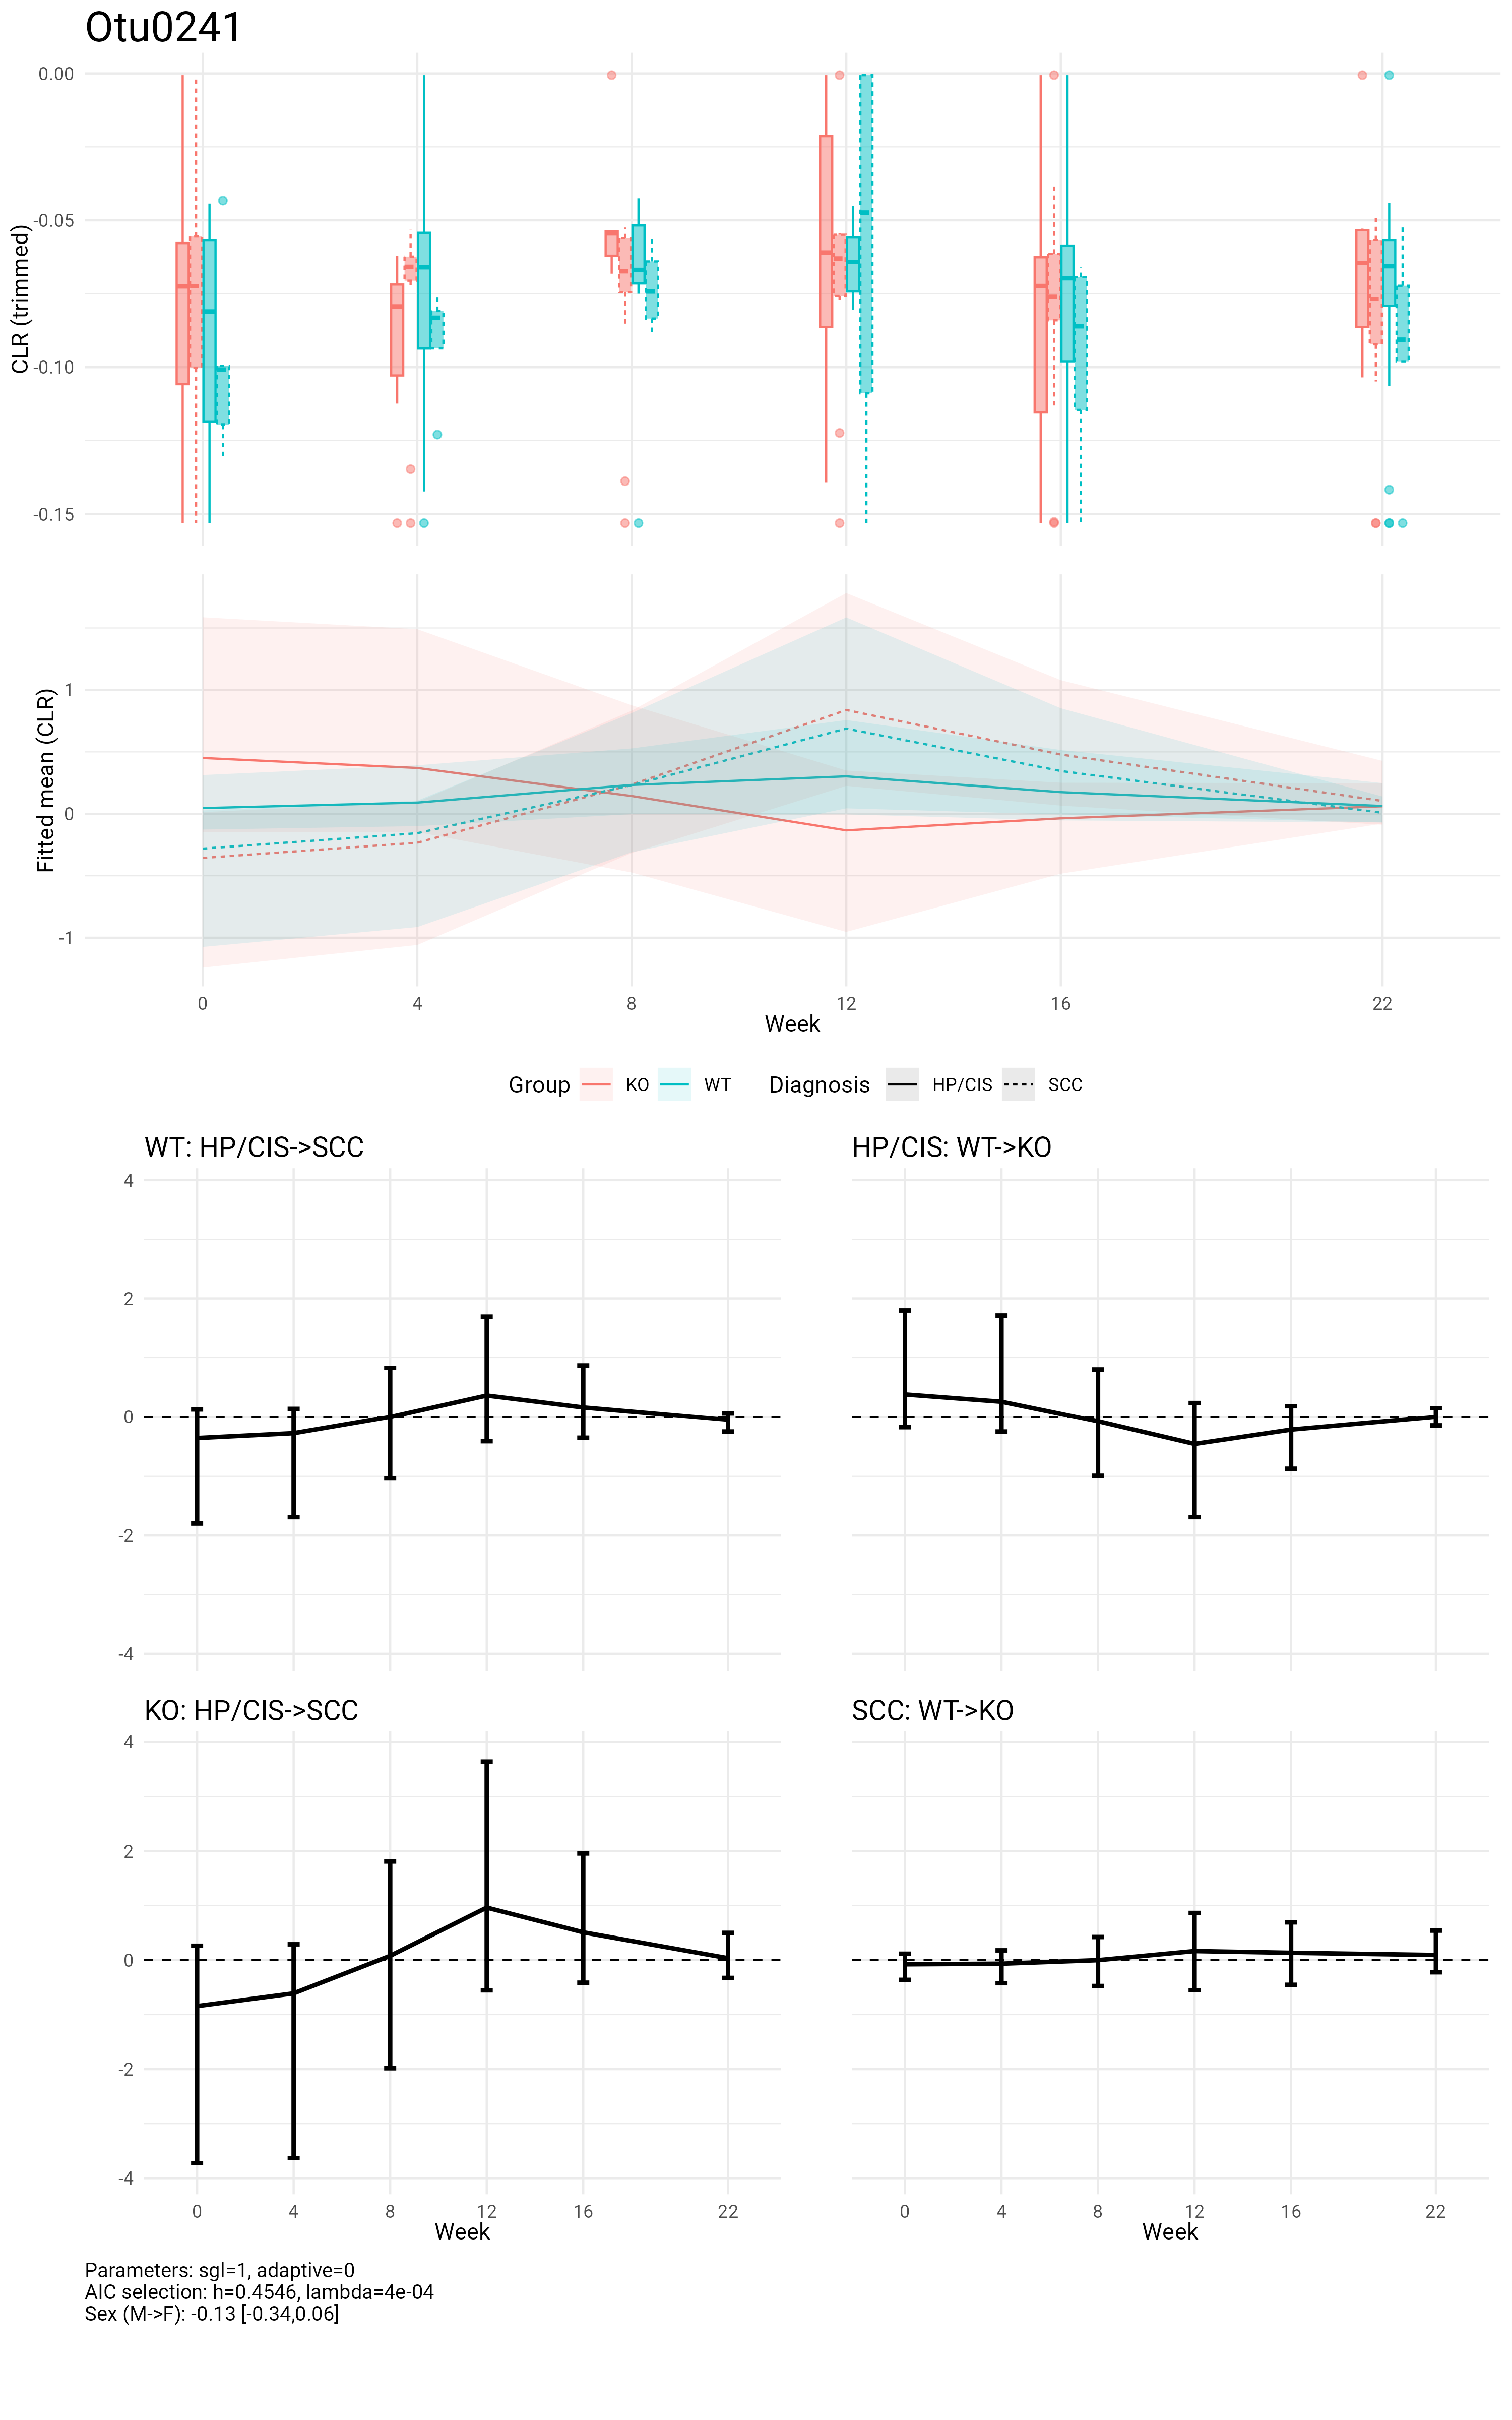 Otu0241
0.00
-0.05
-0.10
-0.15
CLR (trimmed)
1
0
-1
Fitted mean (CLR)
0 4 8 12 16 22
Week
Group KO WT Diagnosis HP/CIS SCC
WT: HP/CIS->SCC
HP/CIS: WT->KO
4
2
0
-2
-4
KO: HP/CIS->SCC
SCC: WT->KO
4
2
0
-2
-4
0 4 8 12 16 22
0 4 8 12 16 22
Week
Week
Parameters: sgl=1, adaptive=0
AIC selection: h=0.4546, lambda=4e-04
Sex (M->F): -0.13 [-0.34,0.06]